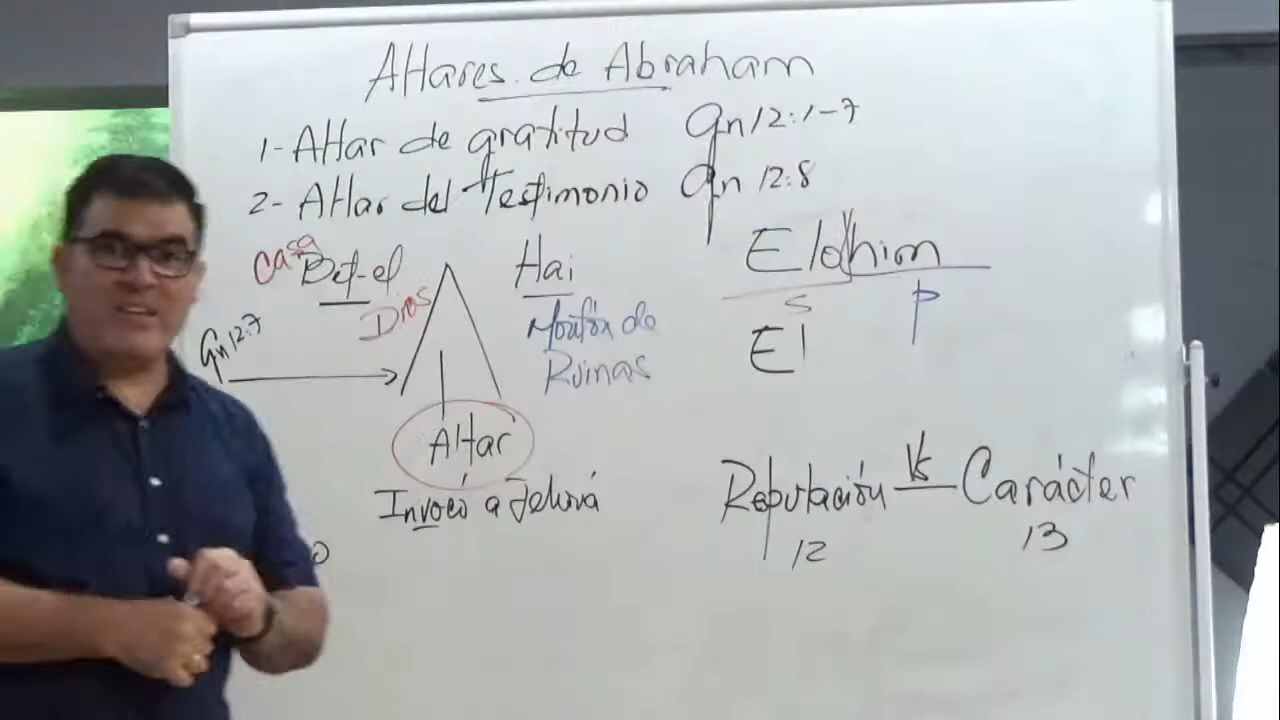 Altares de Abraham
1- Altar de gratitud Gn 12:1-7
2- Altar del Testimonio Gn 12:8
Casa
Bet-el
Dios
Hai
Montón de
Ruinas
Elohim
S P
El
Gn 12:7
Altar
Invocó a Jehová
Reputación Vs Carácter
12 13